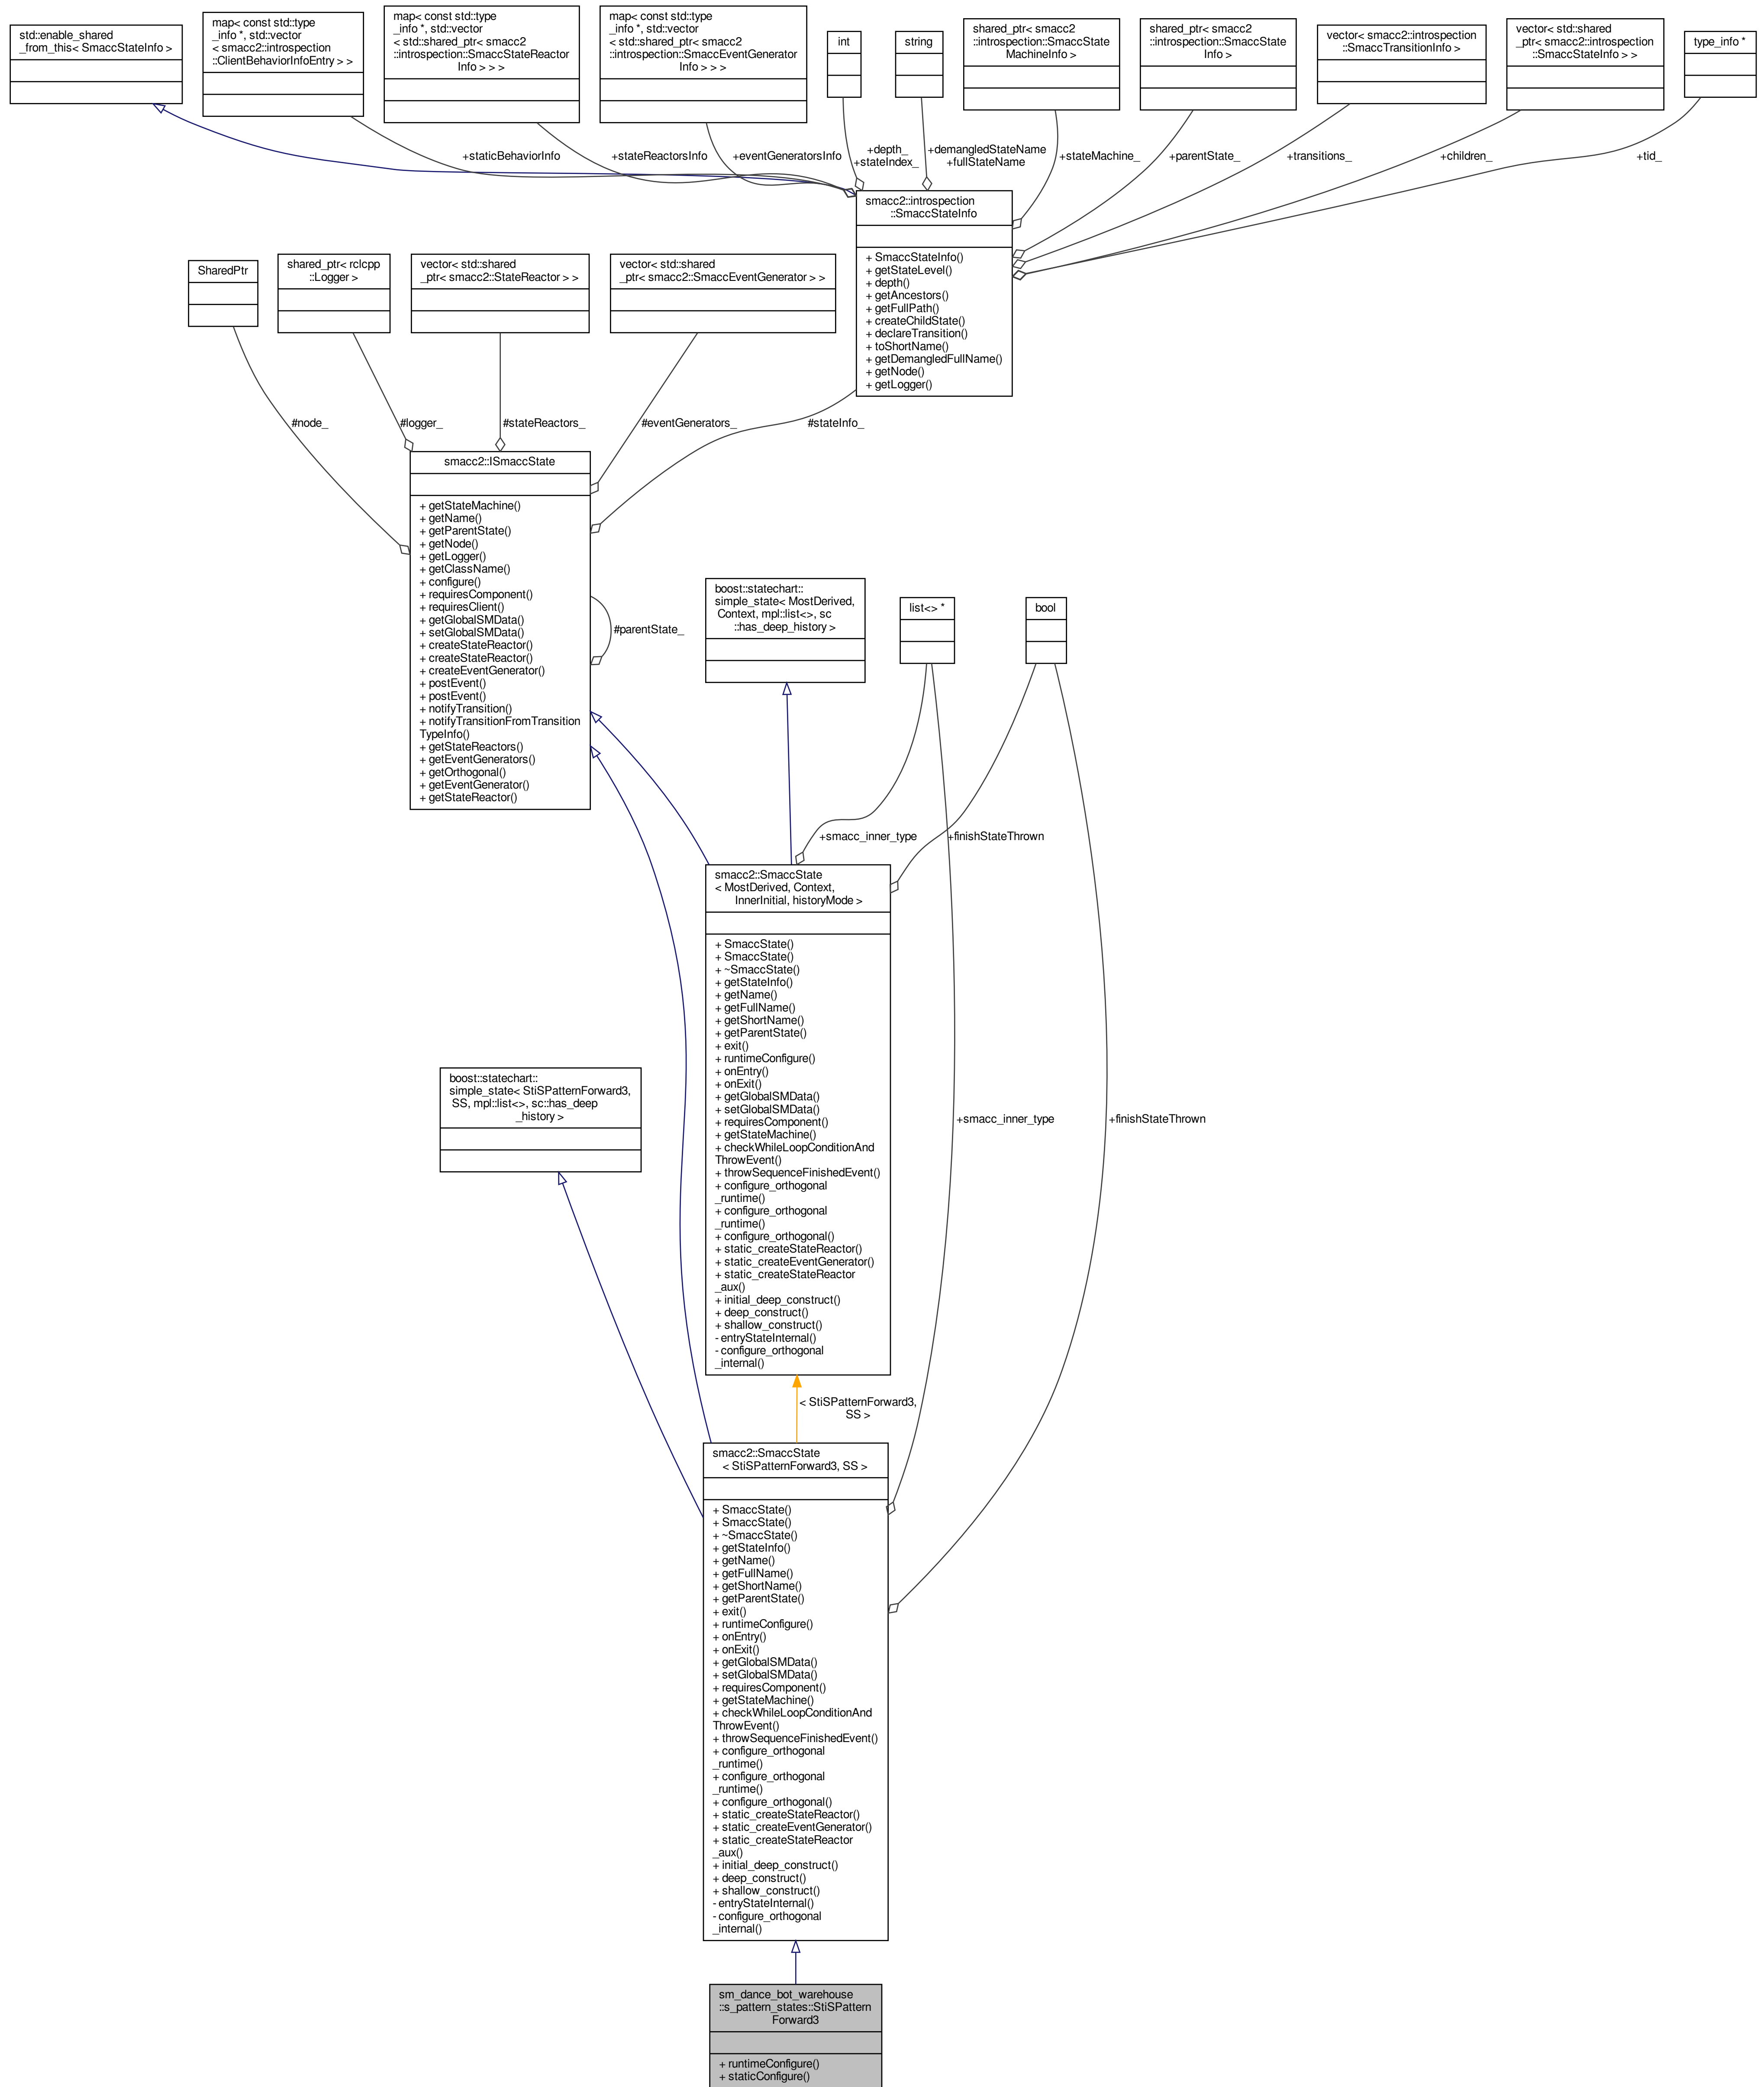 std::enable_shared
_from_this< SmaccStateInfo >
map< const std::type
_info *, std::vector
< smacc2::introspection
::ClientBehaviorInfoEntry > >
map< const std::type
_info *, std::vector
< std::shared_ptr< smacc2
::introspection::SmaccStateReactor
Info > > >
map< const std::type
_info *, std::vector
< std::shared_ptr< smacc2
::introspection::SmaccEventGenerator
Info > > >
int
string
shared_ptr< smacc2
::introspection::SmaccState
MachineInfo >
shared_ptr< smacc2
::introspection::SmaccState
Info >
vector< smacc2::introspection
::SmaccTransitionInfo >
vector< std::shared
_ptr< smacc2::introspection
::SmaccStateInfo > >
type_info *
+staticBehaviorInfo
+stateReactorsInfo
+eventGeneratorsInfo
+depth_
+stateIndex_
+demangledStateName
+fullStateName
+stateMachine_
+parentState_
+transitions_
+children_
+tid_
smacc2::introspection
::SmaccStateInfo
+ SmaccStateInfo()
+ getStateLevel()
+ depth()
+ getAncestors()
+ getFullPath()
+ createChildState()
+ declareTransition()
+ toShortName()
+ getDemangledFullName()
+ getNode()
+ getLogger()
SharedPtr
shared_ptr< rclcpp
::Logger >
vector< std::shared
_ptr< smacc2::StateReactor > >
vector< std::shared
_ptr< smacc2::SmaccEventGenerator > >
#node_
#logger_
#stateReactors_
#eventGenerators_
#stateInfo_
smacc2::ISmaccState
+ getStateMachine()
+ getName()
+ getParentState()
+ getNode()
+ getLogger()
+ getClassName()
+ configure()
+ requiresComponent()
+ requiresClient()
+ getGlobalSMData()
+ setGlobalSMData()
+ createStateReactor()
+ createStateReactor()
+ createEventGenerator()
+ postEvent()
+ postEvent()
+ notifyTransition()
+ notifyTransitionFromTransition
TypeInfo()
+ getStateReactors()
+ getEventGenerators()
+ getOrthogonal()
+ getEventGenerator()
+ getStateReactor()
#parentState_
boost::statechart::
simple_state< MostDerived,
Context, mpl::list<>, sc
::has_deep_history >
list<> *
bool
+smacc_inner_type
+finishStateThrown
smacc2::SmaccState
< MostDerived, Context,
InnerInitial, historyMode >
+ SmaccState()
+ SmaccState()
+ ~SmaccState()
+ getStateInfo()
+ getName()
+ getFullName()
+ getShortName()
+ getParentState()
+ exit()
+ runtimeConfigure()
+ onEntry()
+ onExit()
+ getGlobalSMData()
+ setGlobalSMData()
+ requiresComponent()
+ getStateMachine()
+ checkWhileLoopConditionAnd
ThrowEvent()
+ throwSequenceFinishedEvent()
+ configure_orthogonal
_runtime()
+ configure_orthogonal
_runtime()
+ configure_orthogonal()
+ static_createStateReactor()
+ static_createEventGenerator()
+ static_createStateReactor
_aux()
+ initial_deep_construct()
+ deep_construct()
+ shallow_construct()
- entryStateInternal()
- configure_orthogonal
_internal()
boost::statechart::
simple_state< StiSPatternForward3,
SS, mpl::list<>, sc::has_deep
_history >
+smacc_inner_type
+finishStateThrown
< StiSPatternForward3,
SS >
smacc2::SmaccState
< StiSPatternForward3, SS >
+ SmaccState()
+ SmaccState()
+ ~SmaccState()
+ getStateInfo()
+ getName()
+ getFullName()
+ getShortName()
+ getParentState()
+ exit()
+ runtimeConfigure()
+ onEntry()
+ onExit()
+ getGlobalSMData()
+ setGlobalSMData()
+ requiresComponent()
+ getStateMachine()
+ checkWhileLoopConditionAnd
ThrowEvent()
+ throwSequenceFinishedEvent()
+ configure_orthogonal
_runtime()
+ configure_orthogonal
_runtime()
+ configure_orthogonal()
+ static_createStateReactor()
+ static_createEventGenerator()
+ static_createStateReactor
_aux()
+ initial_deep_construct()
+ deep_construct()
+ shallow_construct()
- entryStateInternal()
- configure_orthogonal
_internal()
sm_dance_bot_warehouse
::s_pattern_states::StiSPattern
Forward3
+ runtimeConfigure()
+ staticConfigure()